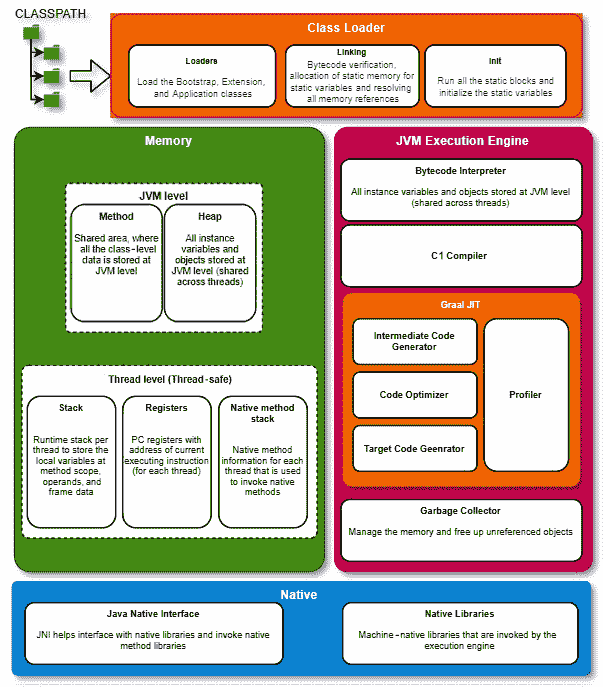 CLASSPATH
Class Loader
Loaders
Load the Bootstrap, Extension,
and Application classes
Linking
Bytecode verification,
allocation of static memory for
static variables and resolving
all memory references
Init
Run all the static blocks and
initialize the static variables
Memory
JVM level
Method
Shared area, where
all the class-level
data is stored at
JVM level
Heap
All instance
variables and
objects stored at
JVM level (shared
across threads)
Thread level (Thread-safe)
Stack
Runtime stack per
thread to store the
local variables at
method scope,
operands, and
frame data
Registers
PC registers with
address of current
executing instruction
(for each thread)
Native method
stack
Native method
information for each
thread that is used
to invoke native
methods
JVM Execution Engine
Bytecode Interpreter
All instance variables and objects stored at JVM level
(shared across threads)
C1 Compiler
Graal JIT
Intermediate Code
Generator
Code Optimizer
Target Code Geenrator
Profiler
Garbage Collector
Manage the memory and free up unreferenced objects
Native
Java Native Interface
JNI helps interface with native libraries and invoke native
method libraries
Native Libraries
Machine-native libraries that are invoked by the
execution engine